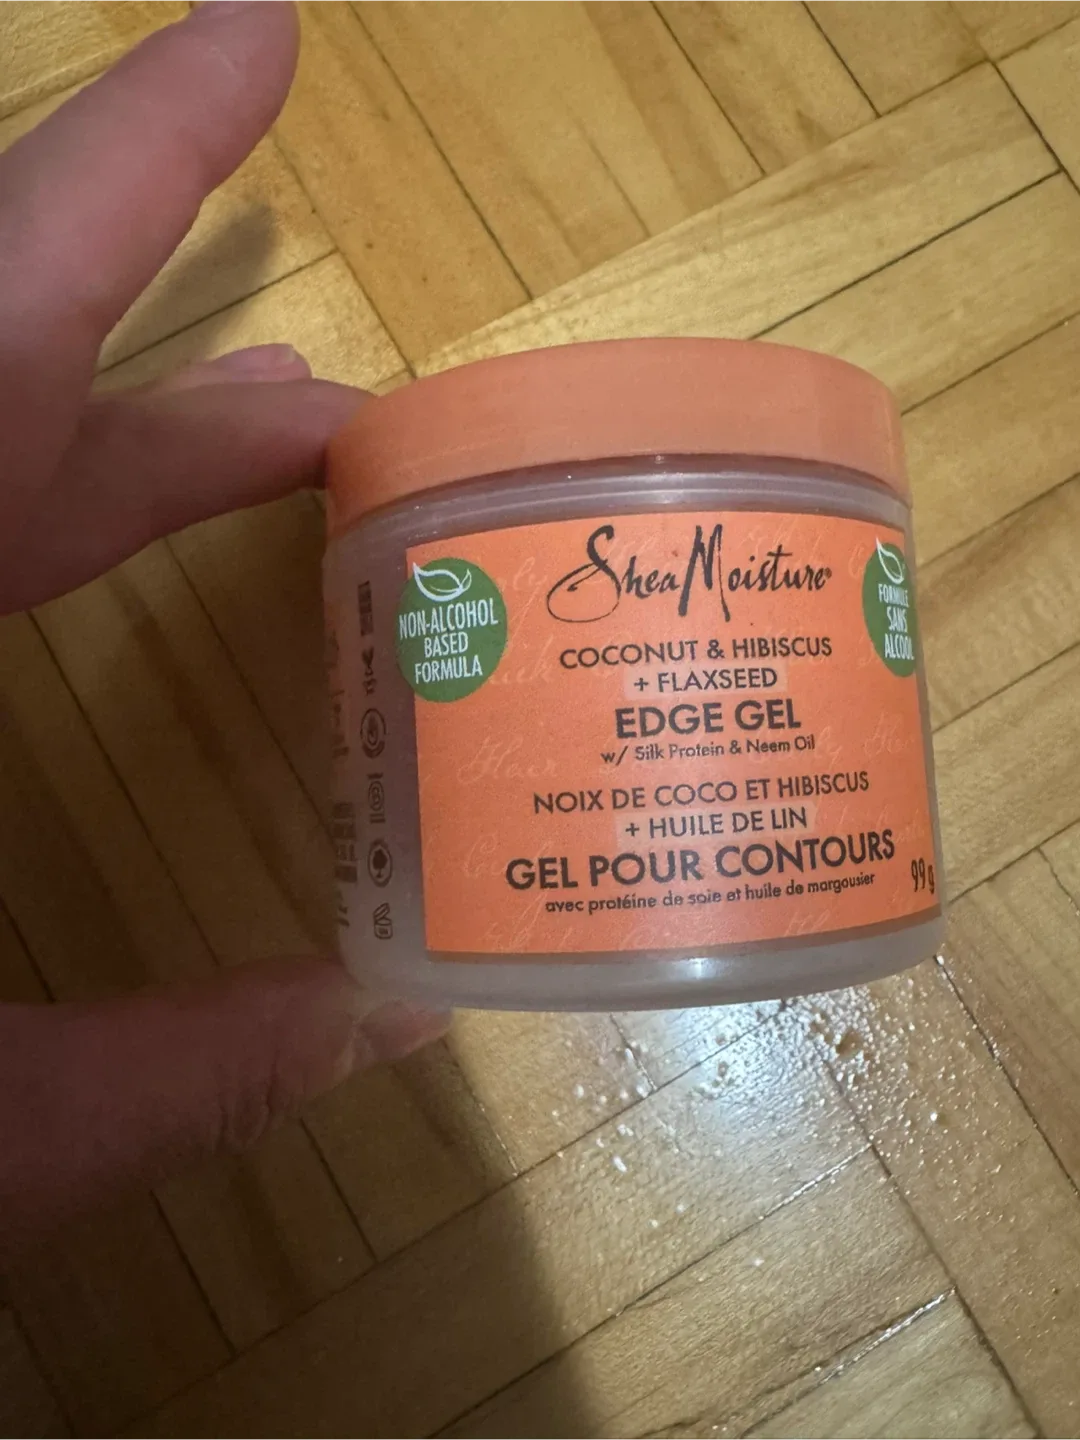 SheaMoisture®
NON-ALCOHOL
BASED
FORMULA
FORMULE
SANS
ALCOOL
COCONUT & HIBISCUS
+ FLAXSEED
EDGE GEL
w/ Silk Protein & Neem Oil
NOIX DE COCO ET HIBISCUS
+ HUILE DE LIN
GEL POUR CONTOURS
avec protéine de soie et huile de margousier
99 g